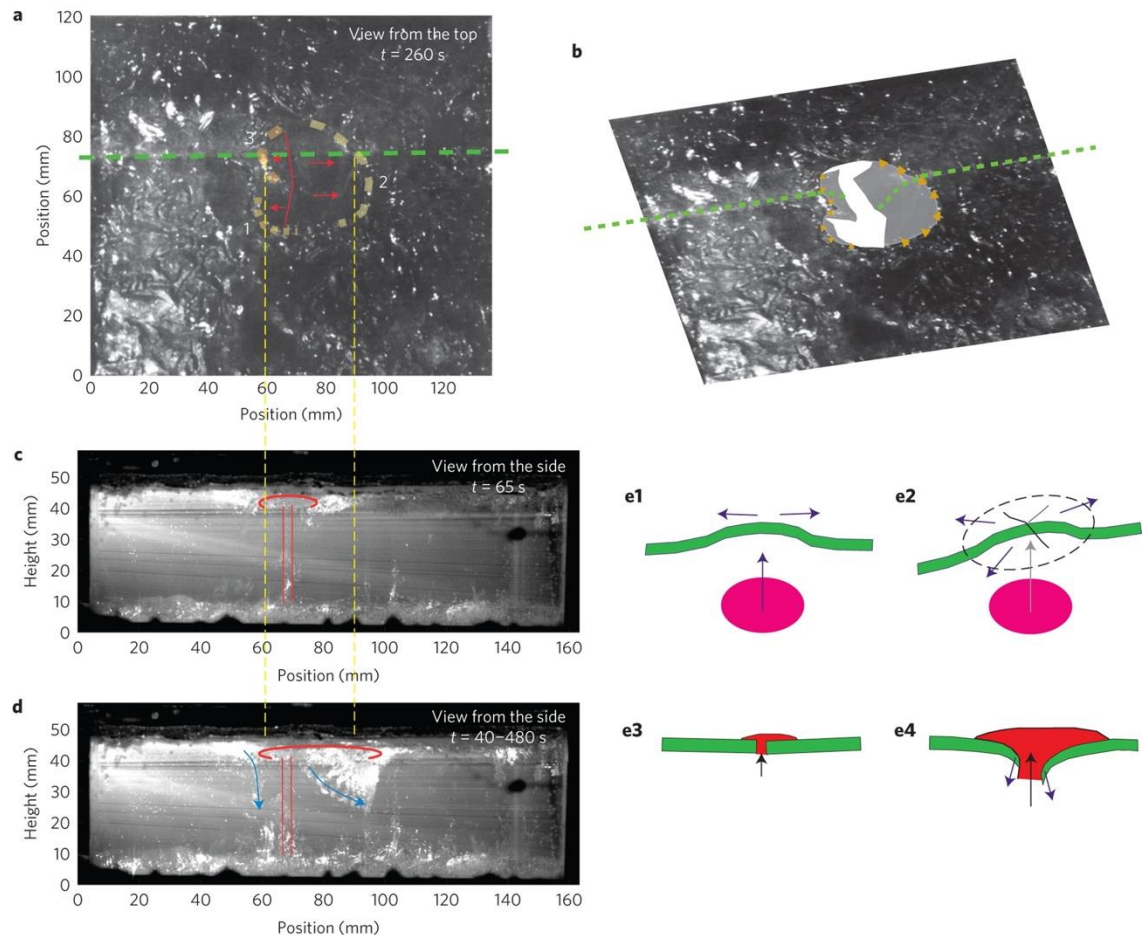 a
View from the top
t = 260 s
120
100
80
60
40
20
0
Position (mm)
3
2
1
0 20 40 60 80 100 120
Position (mm)
b
c
View from the side
t = 65 s
50
40
30
20
10
0
Height (mm)
0 20 40 60 80 100 120 140 160
Position (mm)
d
View from the side
t = 40–480 s
50
40
30
20
10
0
Height (mm)
0 20 40 60 80 100 120 140 160
Position (mm)
e1
e2
e3
e4